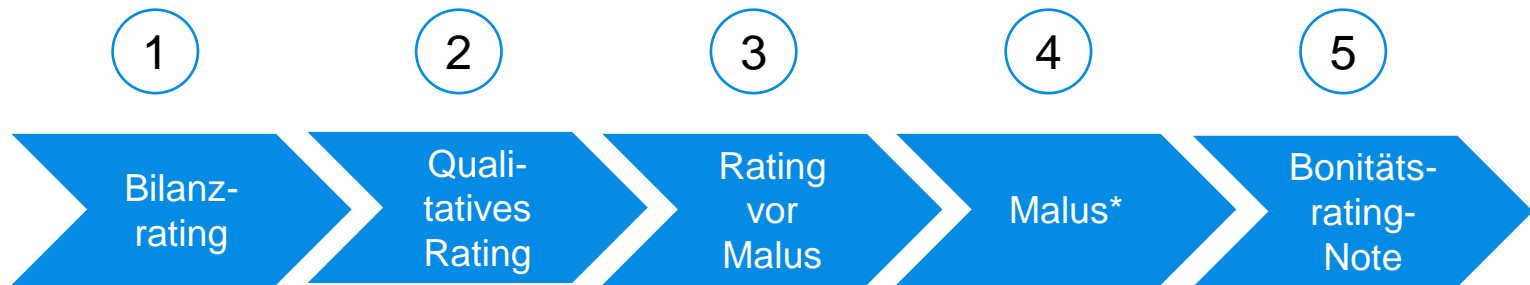 1
2
3
4
5
Bilanz-
rating
Quali-
tatives
Rating
Rating
vor
Malus
Malus*
Bonitäts-
rating-
Note